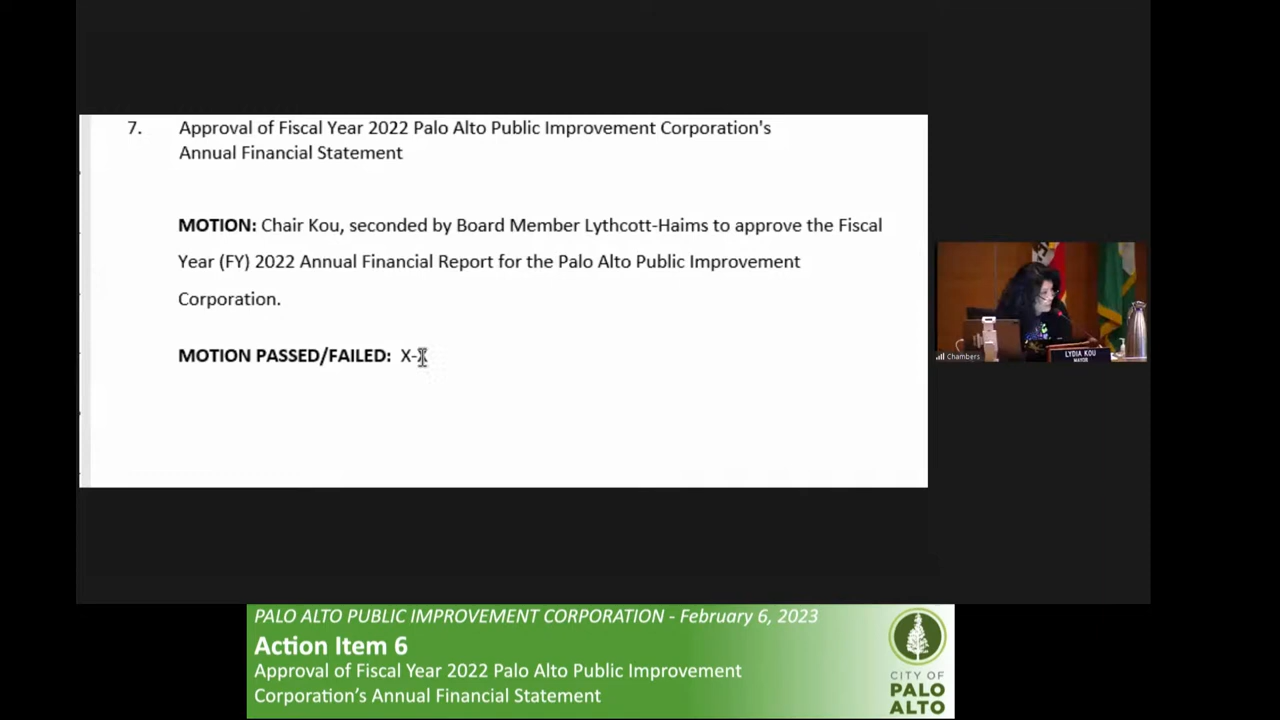 7. Approval of Fiscal Year 2022 Palo Alto Public Improvement Corporation's
Annual Financial Statement
MOTION: Chair Kou, seconded by Board Member Lythcott-Haims to approve the Fiscal
Year (FY) 2022 Annual Financial Report for the Palo Alto Public Improvement
Corporation.
MOTION PASSED/FAILED: X-
Chambers
LYDIA KOU
MAYOR
PALO ALTO PUBLIC IMPROVEMENT CORPORATION - February 6, 2023
Action Item 6
Approval of Fiscal Year 2022 Palo Alto Public Improvement
Corporation's Annual Financial Statement
CITY OF
PALO
ALTO